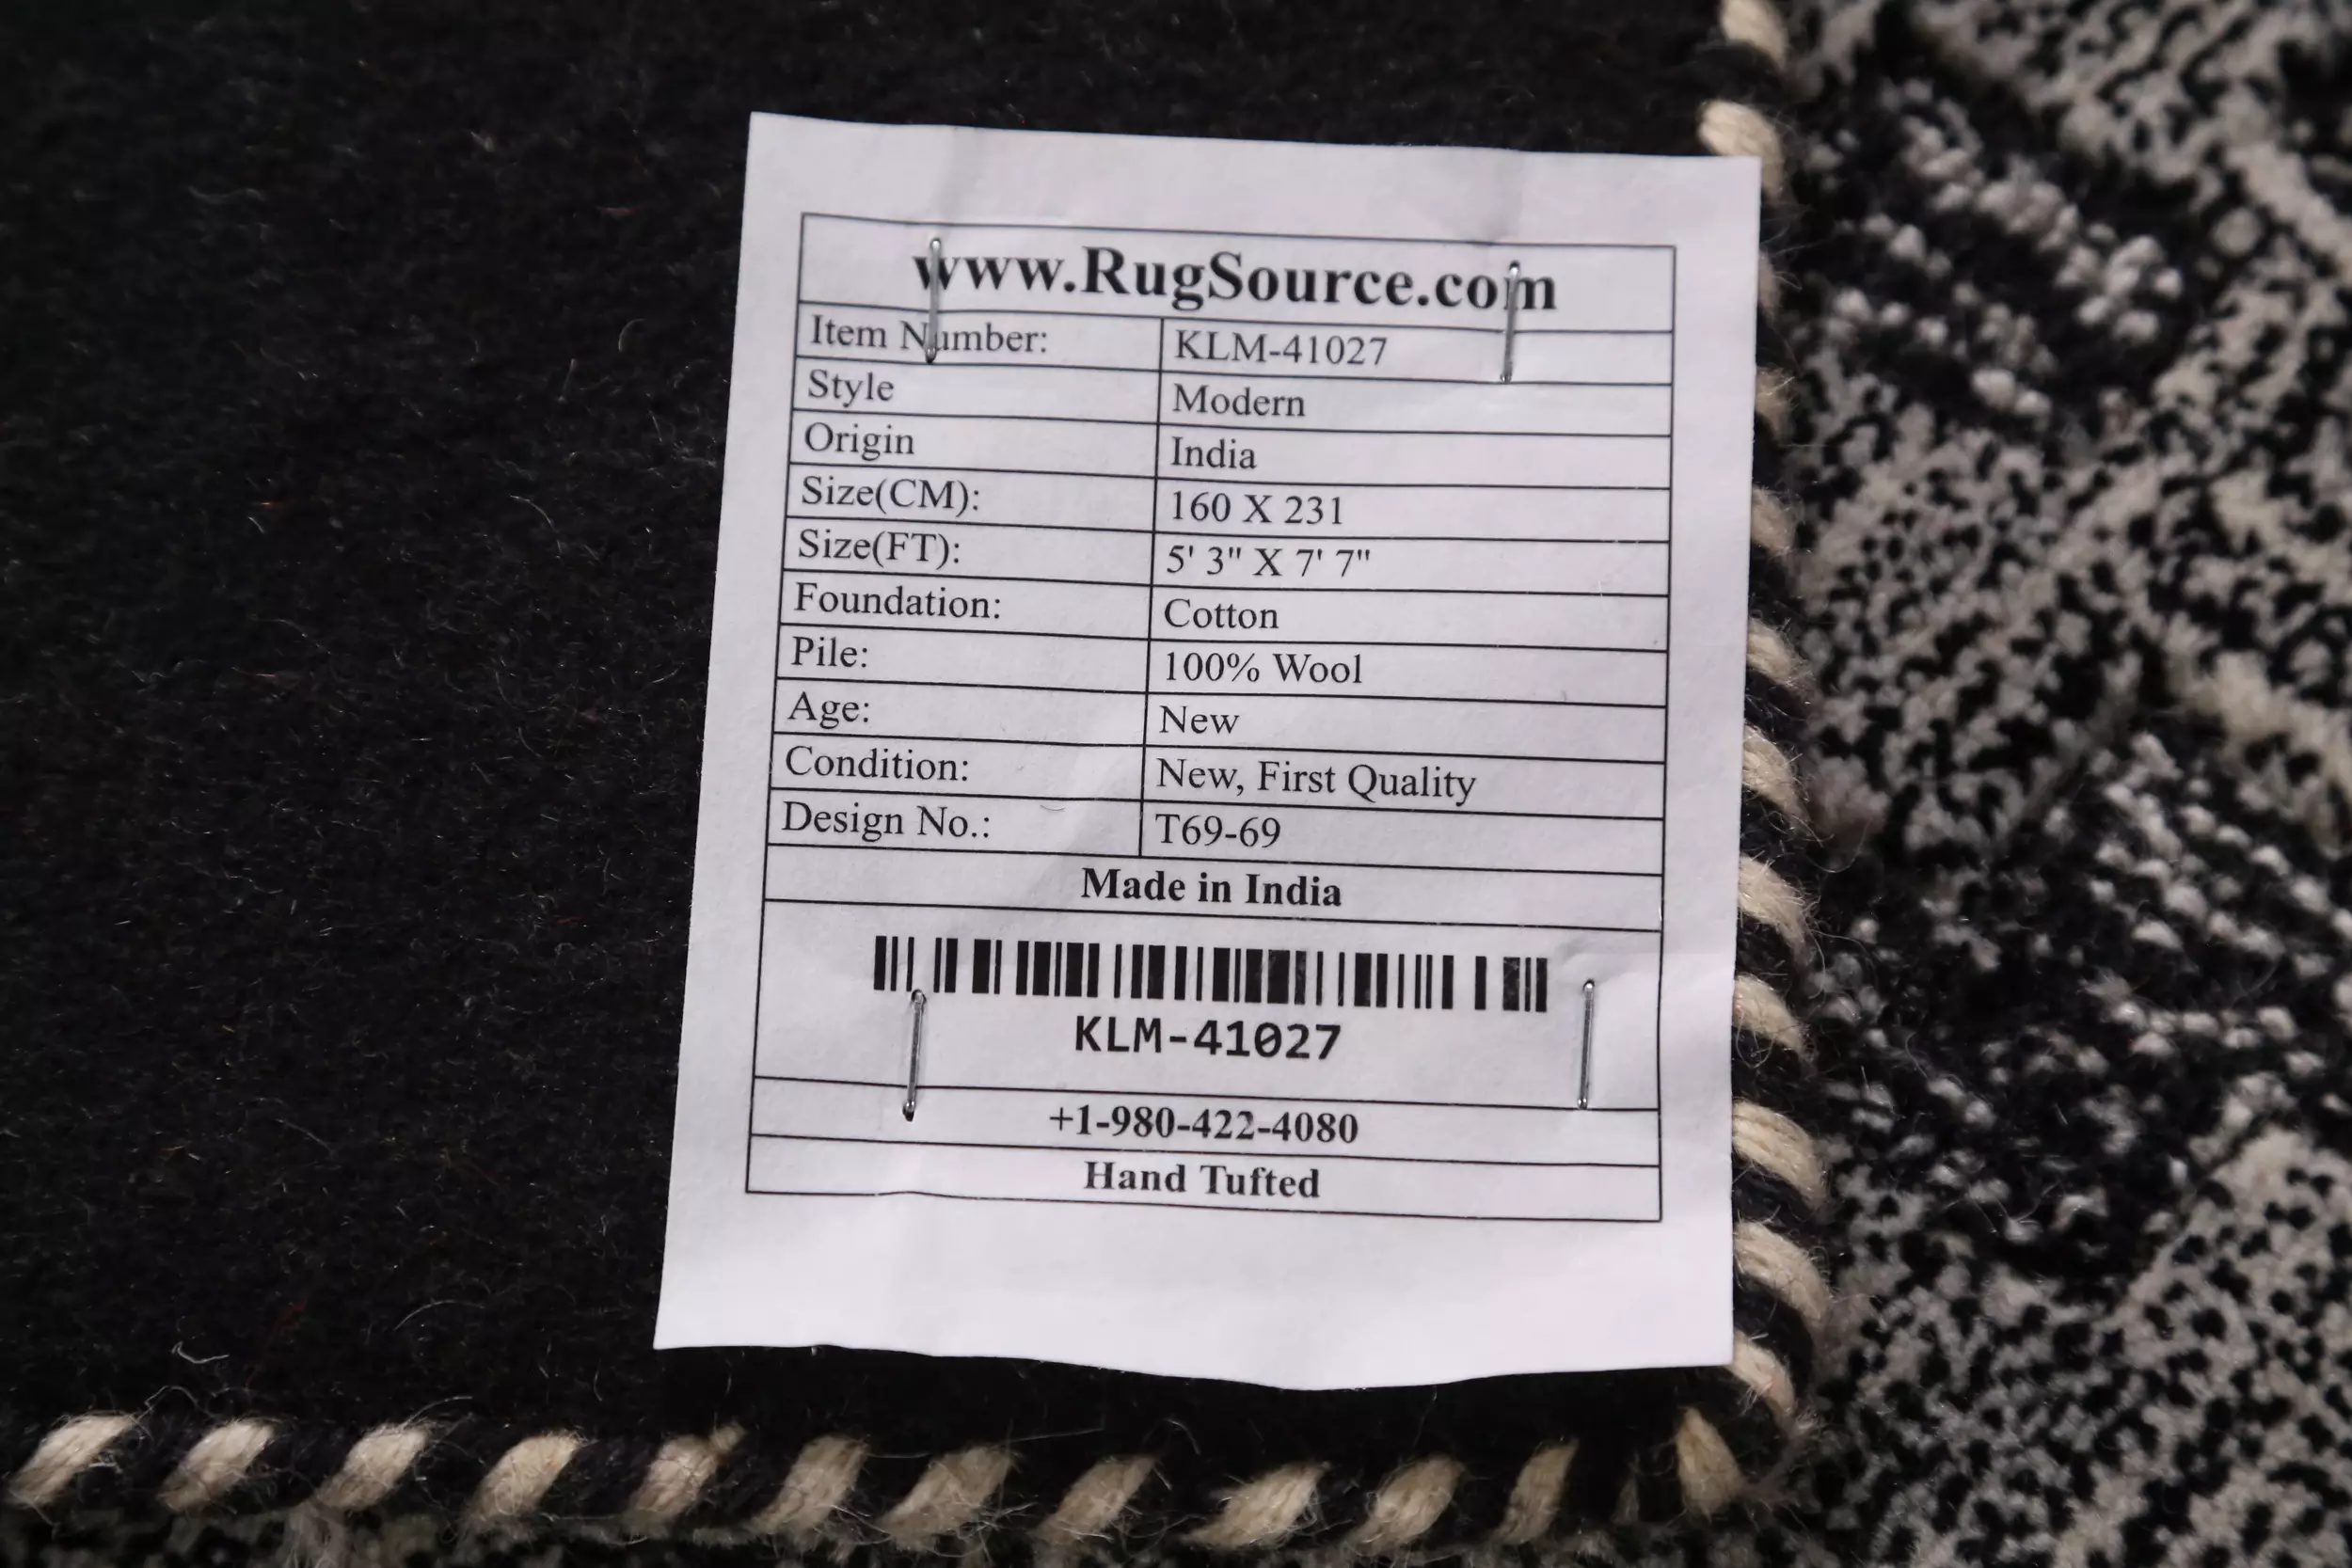 www.RugSource.com
Item Number: KLM-41027
Style Modern
Origin India
Size(CM): 160 X 231
Size(FT): 5' 3" X 7' 7"
Foundation: Cotton
Pile: 100% Wool
Age: New
Condition: New, First Quality
Design No.: T69-69
Made in India
KLM-41027
+1-980-422-4080
Hand Tufted